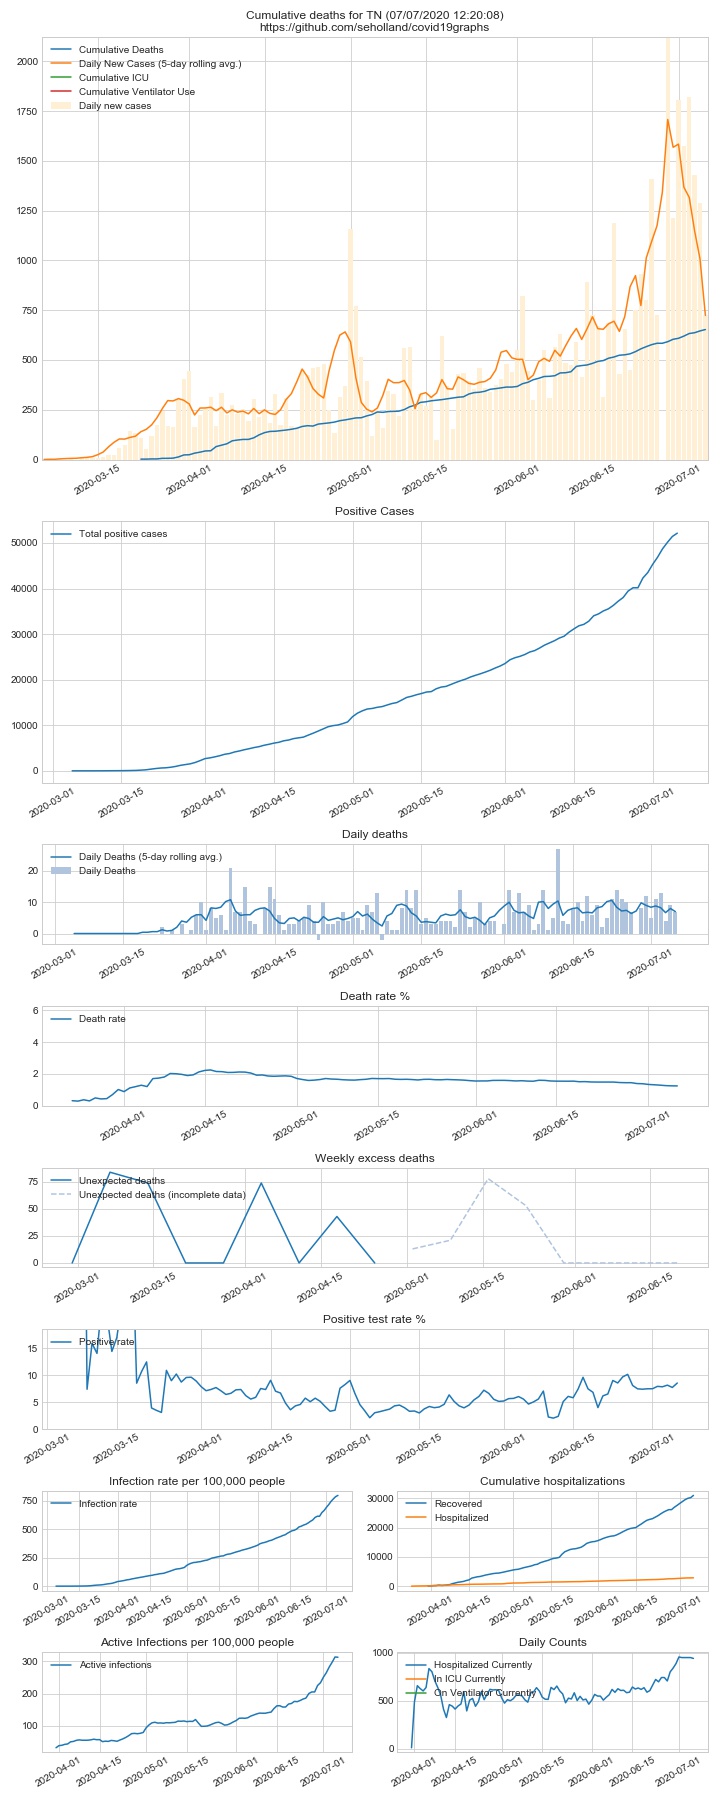 Cumulative deaths for TN (07/07/2020 12:20:08)
https://github.com/seholland/covid19graphs
Cumulative Deaths
Daily New Cases (5-day rolling avg.)
Cumulative ICU
Cumulative Ventilator Use
Daily new cases
2000
1750
1500
1250
1000
750
500
250
0
2020-03-15 2020-04-01 2020-04-15 2020-05-01 2020-05-15 2020-06-01 2020-06-15 2020-07-01
Positive Cases
Total positive cases
50000
40000
30000
20000
10000
0
2020-03-01 2020-03-15 2020-04-01 2020-04-15 2020-05-01 2020-05-15 2020-06-01 2020-06-15 2020-07-01
Daily deaths
Daily Deaths (5-day rolling avg.)
Daily Deaths
20
10
0
2020-03-01 2020-03-15 2020-04-01 2020-04-15 2020-05-01 2020-05-15 2020-06-01 2020-06-15 2020-07-01
Death rate %
Death rate
6
4
2
0
2020-04-01 2020-04-15 2020-05-01 2020-05-15 2020-06-01 2020-06-15 2020-07-01
Weekly excess deaths
Unexpected deaths
Unexpected deaths (incomplete data)
75
50
25
0
2020-03-01 2020-03-15 2020-04-01 2020-04-15 2020-05-01 2020-05-15 2020-06-01 2020-06-15
Positive test rate %
Positive rate
15
10
5
0
2020-03-01 2020-03-15 2020-04-01 2020-04-15 2020-05-01 2020-05-15 2020-06-01 2020-06-15 2020-07-01
Infection rate per 100,000 people
Infection rate
750
500
250
0
2020-03-01 2020-03-15 2020-04-01 2020-04-15 2020-05-01 2020-05-15 2020-06-01 2020-06-15 2020-07-01
Cumulative hospitalizations
Recovered
Hospitalized
30000
20000
10000
0
2020-04-01 2020-04-15 2020-05-01 2020-05-15 2020-06-01 2020-06-15 2020-07-01
Active Infections per 100,000 people
Active infections
300
200
100
2020-04-01 2020-04-15 2020-05-01 2020-05-15 2020-06-01 2020-06-15 2020-07-01
Daily Counts
Hospitalized Currently
In ICU Currently
On Ventilator Currently
1000
500
0
2020-04-01 2020-04-15 2020-05-01 2020-05-15 2020-06-01 2020-06-15 2020-07-01